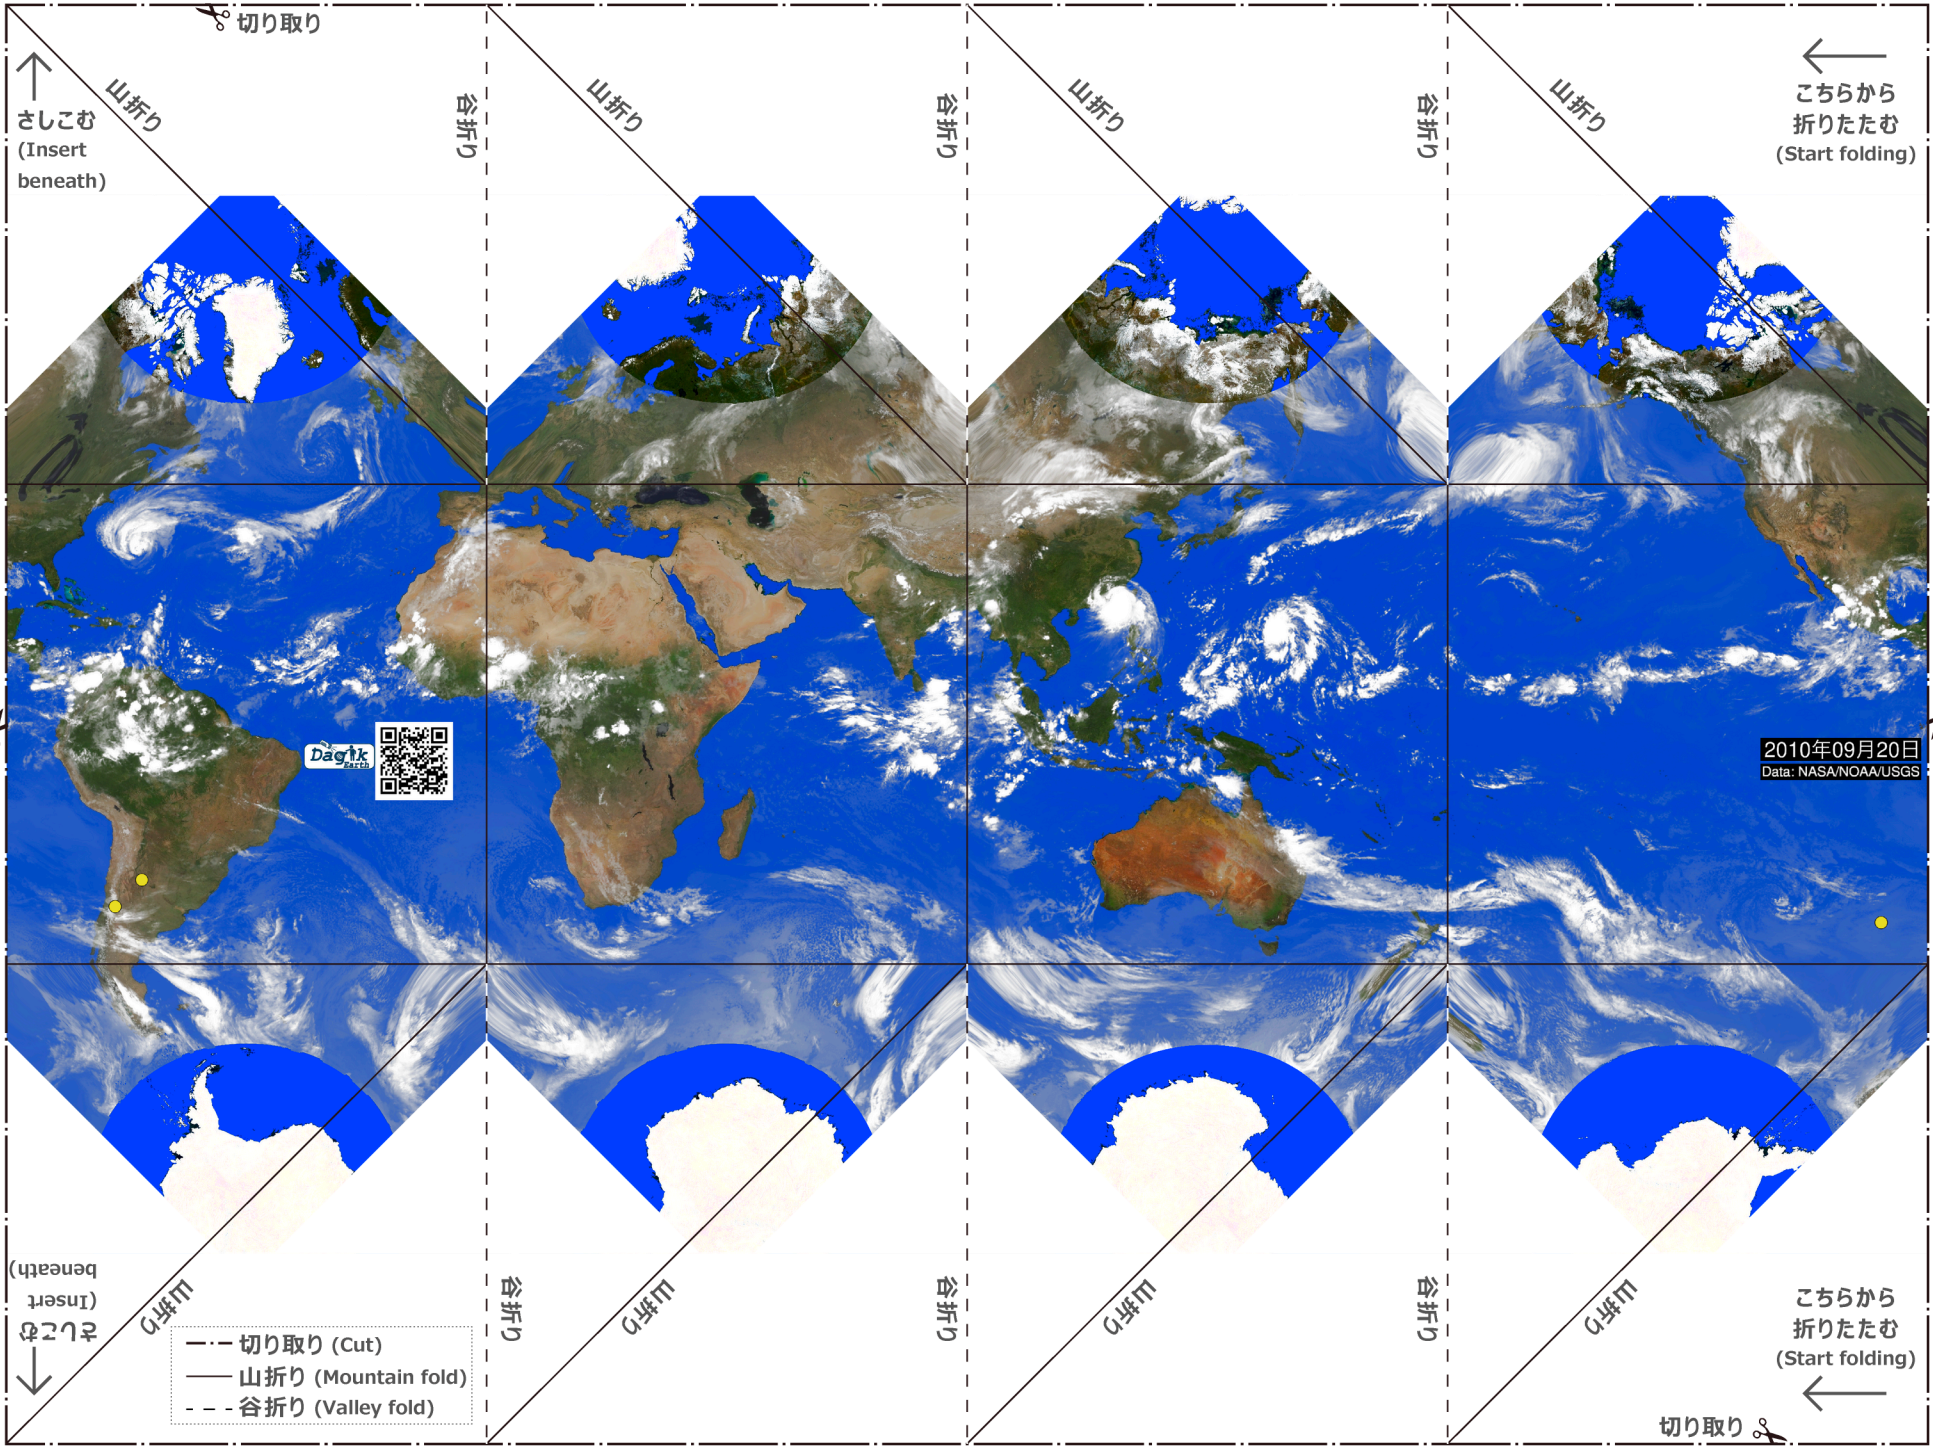 切り取り
山折り
谷折り
山折り
谷折り
山折り
谷折り
山折り
さしこむ
(Insert
beneath)
こちらから
折りたたむ
(Start folding)
Dagik
Earth
2010年09月20日
Data: NASA/NOAA/USGS
さしこむ
(Insert
beneath)
山折り
谷折り
山折り
谷折り
山折り
谷折り
山折り
こちらから
折りたたむ
(Start folding)
切り取り (Cut)
山折り (Mountain fold)
谷折り (Valley fold)
切り取り